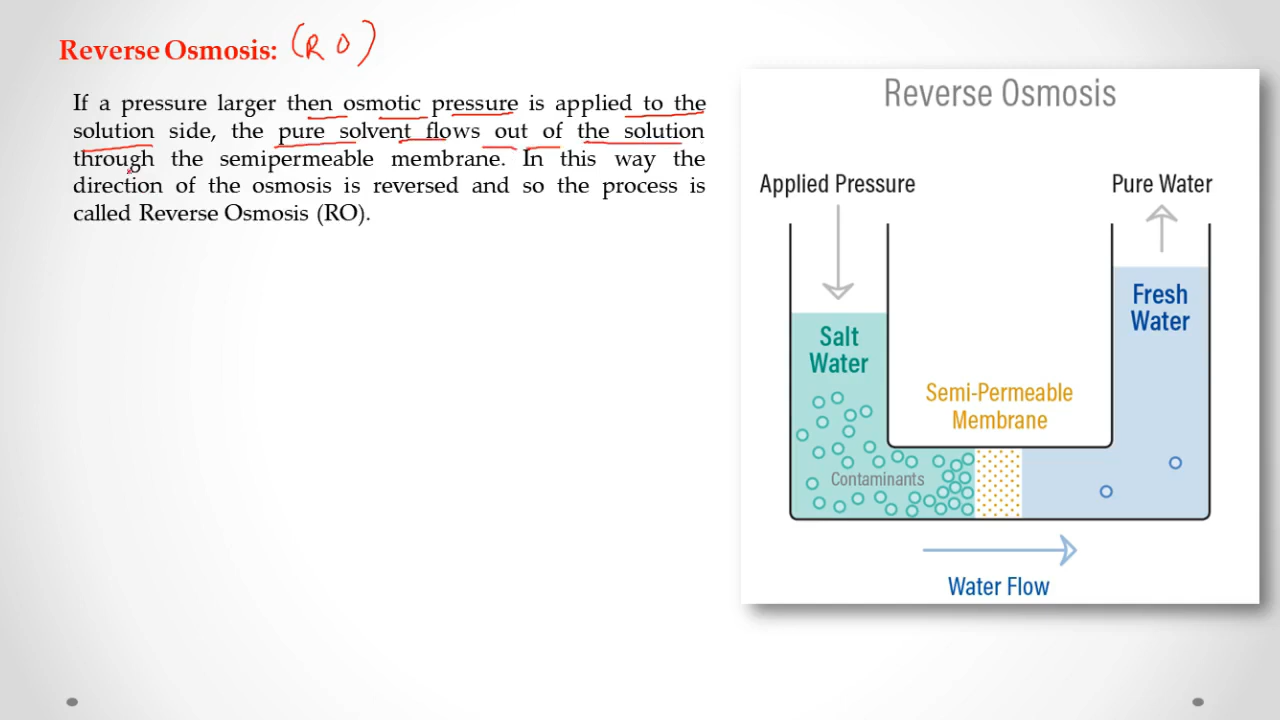 Reverse Osmosis: (RO)
If a pressure larger then osmotic pressure is applied to the
solution side, the pure solvent flows out of the solution
through the semipermeable membrane. In this way the
direction of the osmosis is reversed and so the process is
called Reverse Osmosis (RO).
Reverse Osmosis
Applied Pressure
Pure Water
Salt
Water
Fresh
Water
Semi-Permeable
Membrane
Contaminants
Water Flow